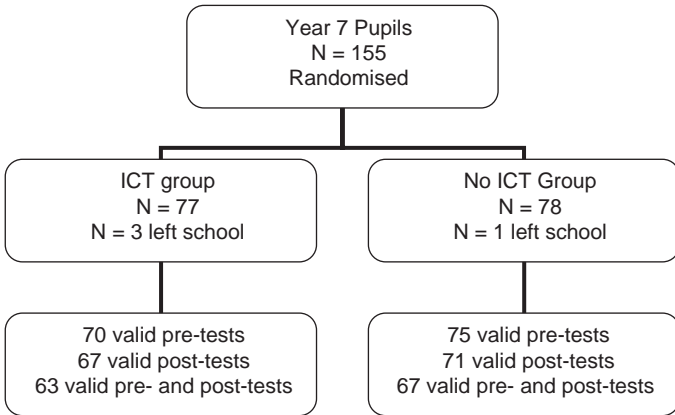 Year 7 Pupils
N = 155
Randomised
ICT group
N = 77
N = 3 left school
No ICT Group
N = 78
N = 1 left school
70 valid pre-tests
67 valid post-tests
63 valid pre- and post-tests
75 valid pre-tests
71 valid post-tests
67 valid pre- and post-tests